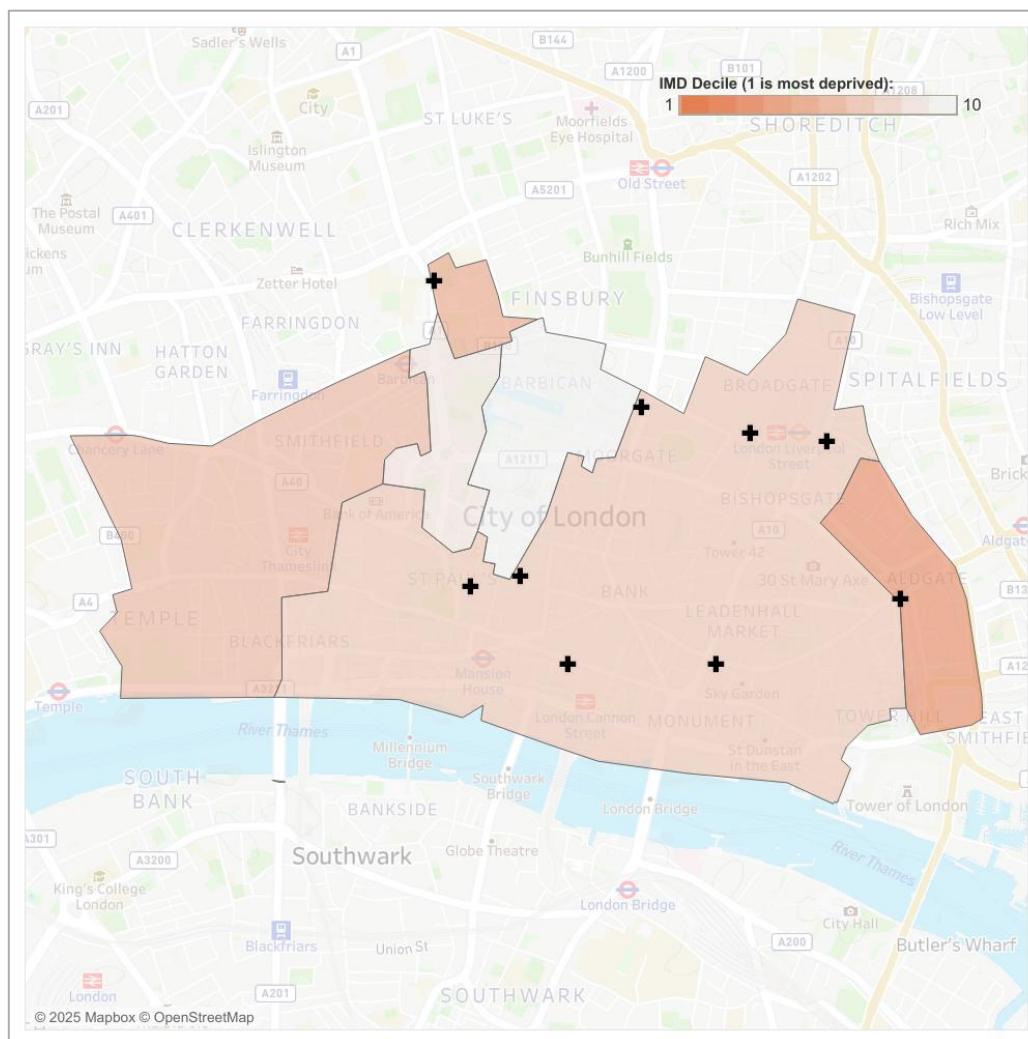 Sadler's Wells
A1
B144
B101
A1200
IMD Decile (1 is most deprived):
1
10
A1208
A201
City
ST LUKE'S
Moorfields
Eye Hospital
SHOREDITCH
Islington
Museum
Old Street
A5201
A1202
The Postal
Museum
A401
Rich Mix
CLERKENWELL
Bunhill Fields
Zetter Hotel
FINSBURY
Bishopsgate
Low Level
FARRINGDON
GRAY'S INN
HATTON
GARDEN
Barbican
A10
Farringdon
BARBICAN
BROADGATE
SPITALFIELDS
Chancery Lane
SMITHFIELD
MOORGATE
London Liverpool
Street
A1211
A40
BISHOPSGATE
Bank of America
City of London
A10
City
Thameslink
Tower 42
Aldgate
ST PAUL'S
30 St Mary Axe
ALDGATE
A4
BANK
TEMPLE
LEADENHALL
MARKET
BLACKFRIARS
Mansion
House
Temple
A3211
Sky Garden
London Cannon
Street
MONUMENT
TOWER HILL
EAST
SMITHFIE
River Thames
Millennium
Bridge
St Dunstan
in the East
SOUTH
BANK
Southwark
Bridge
BANKSIDE
London Bridge
Tower of London
A301
A3200
Southwark
Globe Theatre
River Thames
King's College
London
London Bridge
City Hall
Blackfriars
Union St
A200
Butler's Wharf
London
A201
SOUTHWARK
© 2025 Mapbox © OpenStreetMap